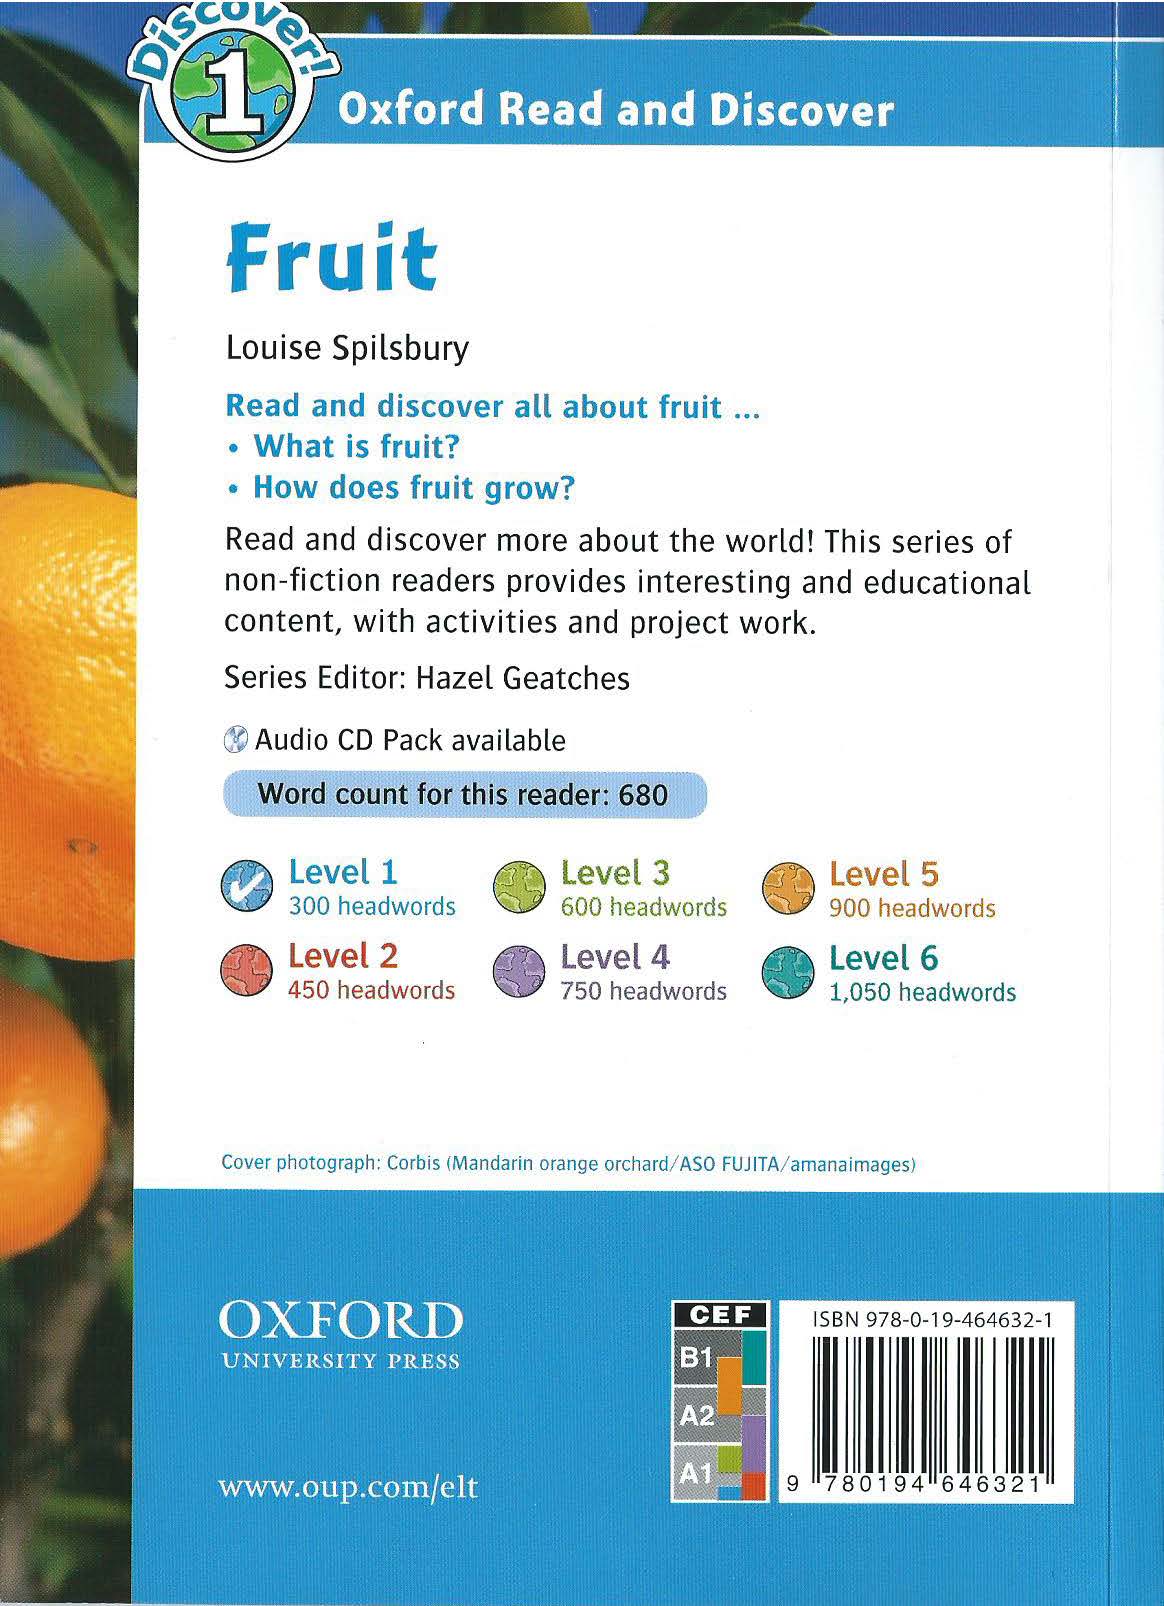 Discover!
1
Oxford Read and Discover
Fruit
Louise Spilsbury
Read and discover all about fruit ...
• What is fruit?
• How does fruit grow?
Read and discover more about the world! This series of
non-fiction readers provides interesting and educational
content, with activities and project work.
Series Editor: Hazel Geatches
Audio CD Pack available
Word count for this reader: 680
Level 1
300 headwords
Level 2
450 headwords
Level 3
600 headwords
Level 4
750 headwords
Level 5
900 headwords
Level 6
1,050 headwords
Cover photograph: Corbis (Mandarin orange orchard/ASO FUJITA/amanaimages)
OXFORD
UNIVERSITY PRESS
www.oup.com/elt
CEF
B1
A2
A1
ISBN 978-0-19-464632-1
9 780194 646321